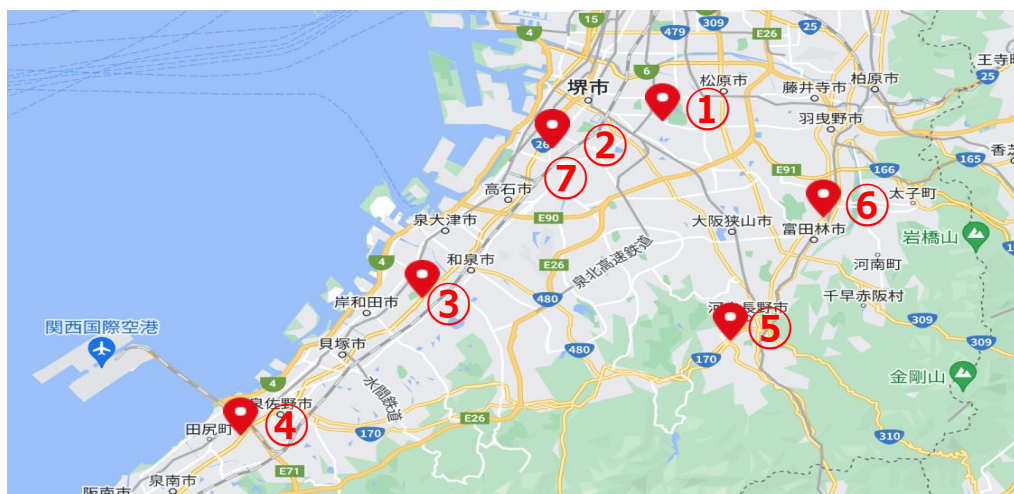 4
15
479
309
E26
25
王寺町
25
6
松原市
柏原市
堺市
藤井寺市
①
羽曳野市
26
②
165
香芝
⑦
E91
166
高石市
太子町
⑥
泉大津市
E90
大阪狭山市
富田林市
岩橋山
4
和泉市
E26
泉北高速鉄道
河南町
岸和田市
③
480
千早赤阪村
河内長野市
関西国際空港
⑤
309
貝塚市
480
170
309
金剛山
4
水間鉄道
泉佐野市
田尻町
④
170
E26
310
E71
泉南市
阪南市